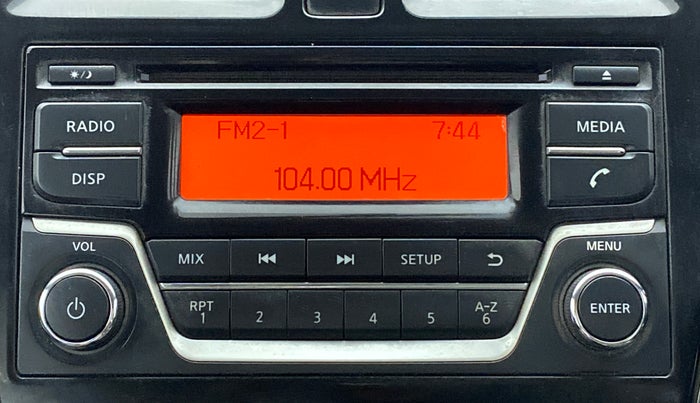 RADIO
DISP
FM2-1 7:44
104.00 MHz
MEDIA
VOL
MENU
MIX
SETUP
RPT
1
2
3
4
5
A-Z
6
ENTER